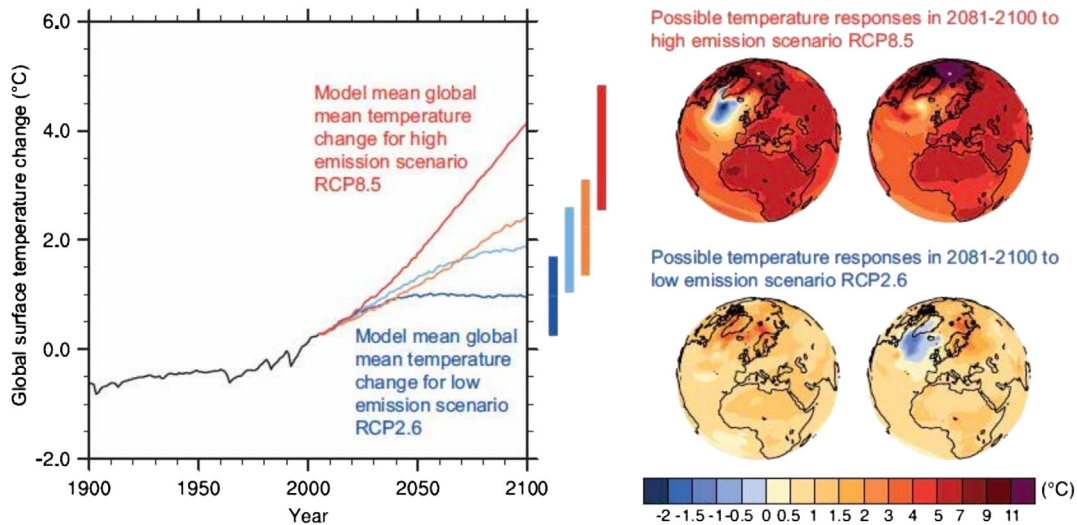 6.0
4.0
2.0
0.0
-2.0
Global surface temperature change (°C)
1900
1950
2000
2050
2100
Year
Model mean global
mean temperature
change for high
emission scenario
RCP8.5
Model mean global
mean temperature
change for low
emission scenario
RCP2.6
Possible temperature responses in 2081-2100 to
high emission scenario RCP8.5
Possible temperature responses in 2081-2100 to
low emission scenario RCP2.6
-2 -1.5 -1 -0.5 0 0.5 1 1.5 2 3 4 5 7 9 11 (°C)